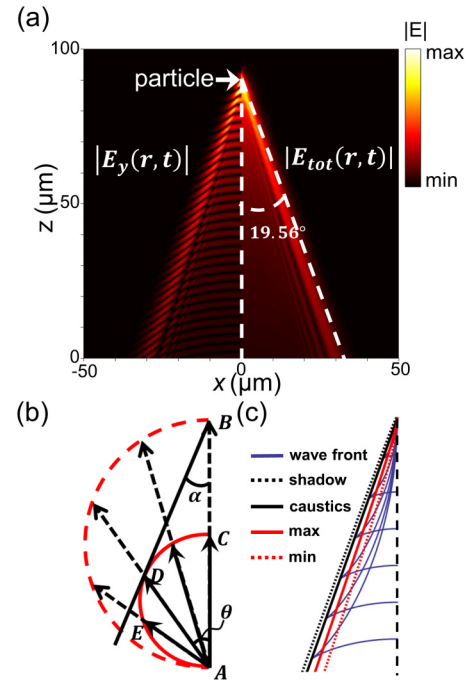 (a)
|E|
100
max
particle
|E_y(r, t)|
|E_tot(r, t)|
z (μm)
50
min
19.56°
0
-50
0
50
x (μm)
(b)
(c)
B
wave front
α
shadow
caustics
C
max
D
min
θ
E
A